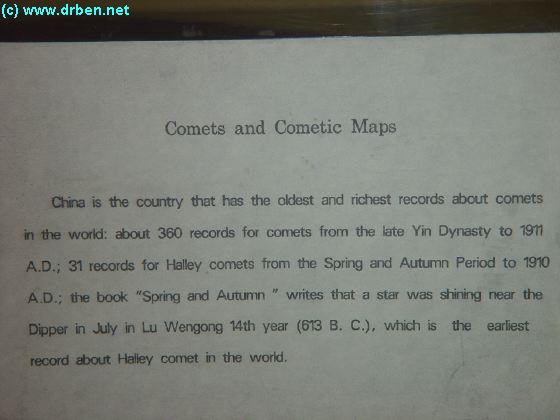 (c) www.drben.net
Comets and Cometic Maps
China is the country that has the oldest and richest records about comets
in the world: about 360 records for comets from the late Yin Dynasty to 1911
A.D.; 31 records for Halley comets from the Spring and Autumn Period to 1910
A.D.; the book "Spring and Autumn " writes that a star was shining near the
Dipper in July in Lu Wengong 14th year (613 B. C.), which is the earliest
record about Halley comet in the world.